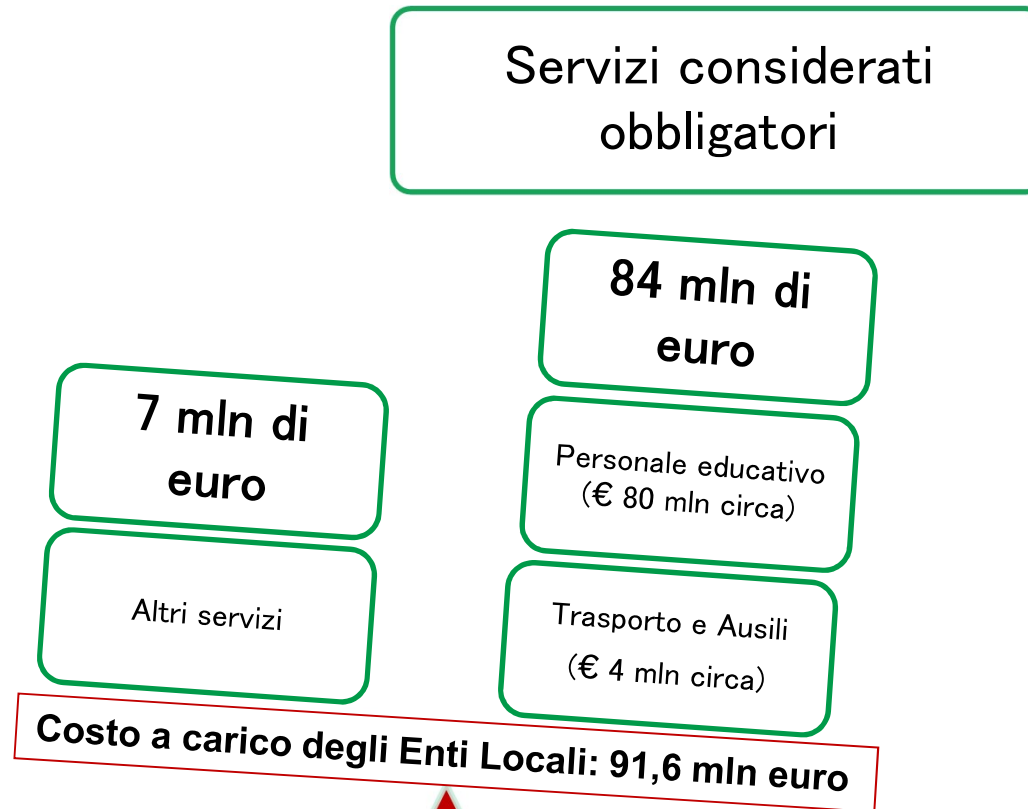 Servizi considerati
obbligatori
84 mln di
euro
7 mln di
euro
Personale educativo
(€ 80 mln circa)
Altri servizi
Trasporto e Ausili
(€ 4 mln circa)
Costo a carico degli Enti Locali: 91,6 mln euro